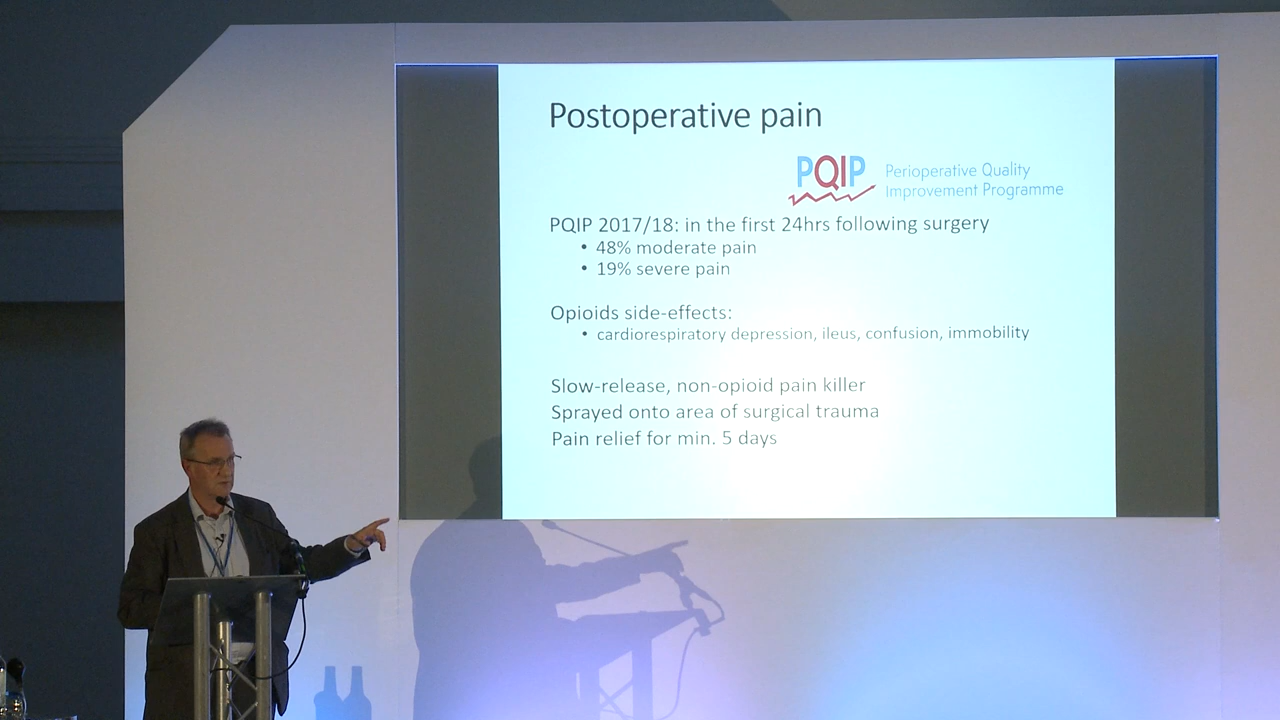 Postoperative pain
PQIP Perioperative Quality
Improvement Programme
PQIP 2017/18: in the first 24hrs following surgery
• 48% moderate pain
• 19% severe pain
Opioids side-effects:
• cardiorespiratory depression, ileus, confusion, immobility
Slow-release, non-opioid pain killer
Sprayed onto area of surgical trauma
Pain relief for min. 5 days